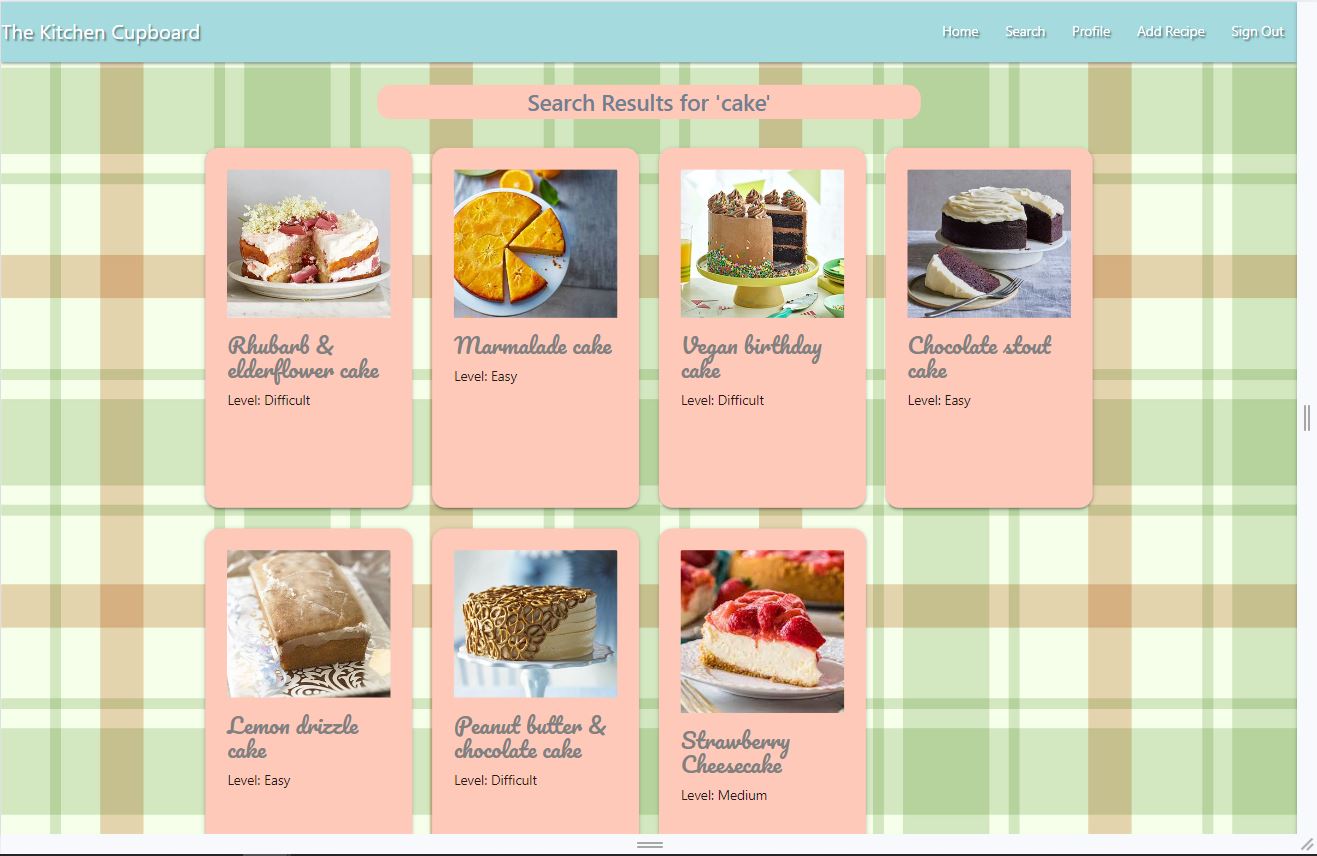 The Kitchen Cupboard
Home Search Profile Add Recipe Sign Out
Search Results for 'cake'
Rhubarb &
elderflower cake
Level: Difficult
Marmalade cake
Level: Easy
Vegan birthday
cake
Level: Difficult
Chocolate stout
cake
Level: Easy
Lemon drizzle
cake
Level: Easy
Peanut butter &
chocolate cake
Level: Difficult
Strawberry
Cheesecake
Level: Medium